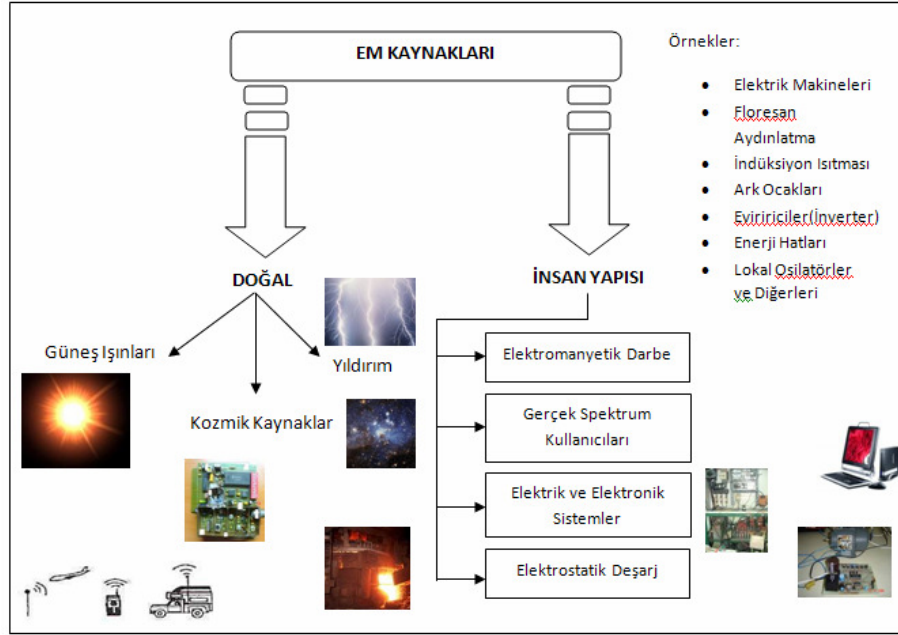 EM KAYNAKLARI
Örnekler:
• Elektrik Makineleri
• Floresan
Aydınlatma
• İndüksiyon Isıtması
• Ark Ocakları
• Eviririciler(İnverter)
• Enerji Hatları
• Lokal Osilatörler
ve Diğerleri
DOĞAL
Güneş Işınları
Kozmik Kaynaklar
Yıldırım
İNSAN YAPISI
Elektromanyetik Darbe
Gerçek Spektrum
Kullanıcıları
Elektrik ve Elektronik
Sistemler
Elektrostatik Deşarj